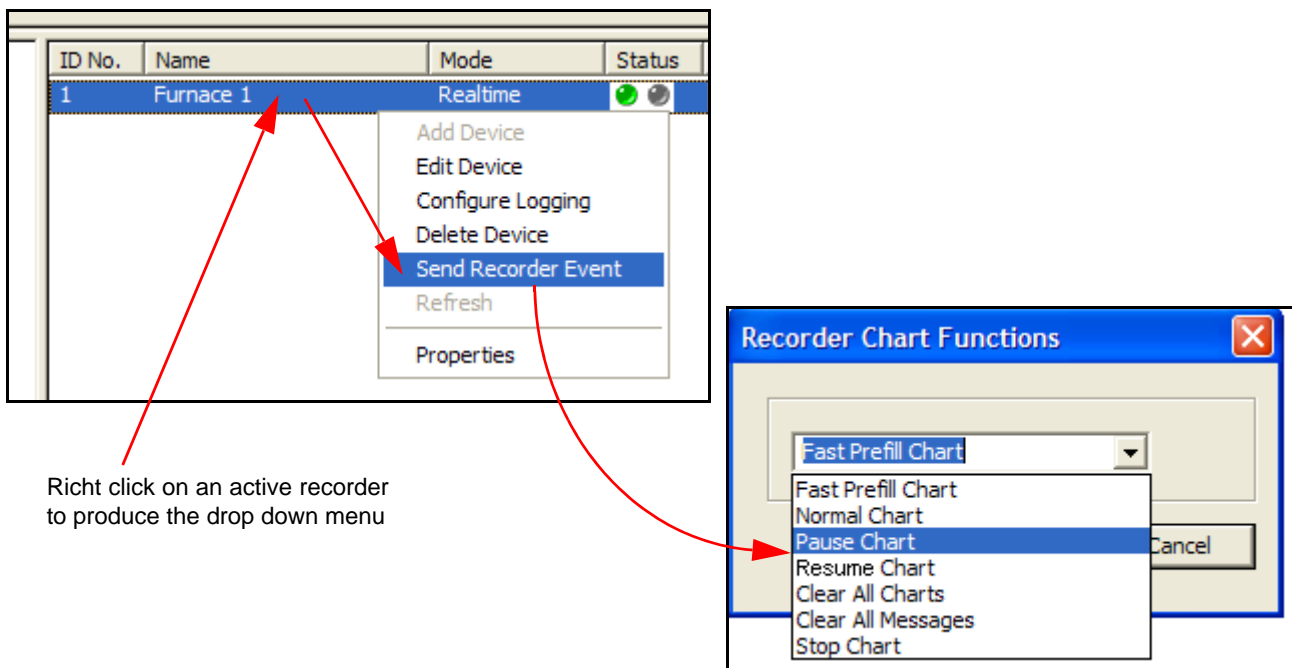 ID No. Name Mode Status
1 Furnace 1 Realtime
Add Device
Edit Device
Configure Logging
Delete Device
Send Recorder Event
Refresh
Properties
Richt click on an active recorder
to produce the drop down menu
Recorder Chart Functions
Fast Prefill Chart
Fast Prefill Chart
Normal Chart
Pause Chart
Cancel
Resume Chart
Clear All Charts
Clear All Messages
Stop Chart